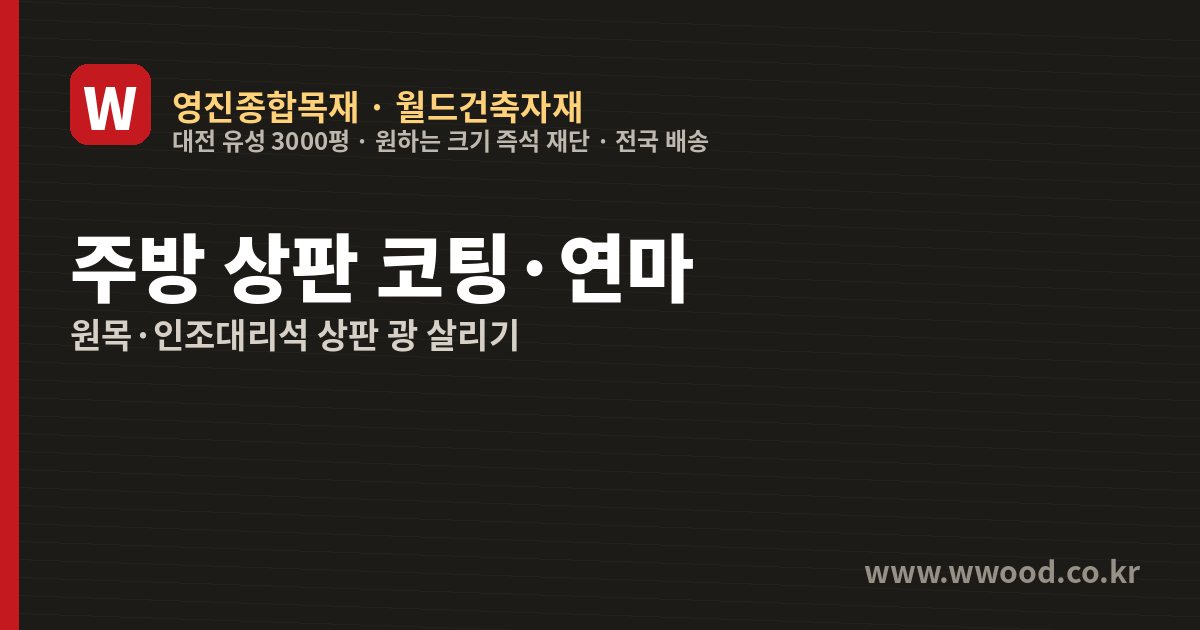 W
영진종합목재 · 월드건축자재
대전 유성 3000평 · 원하는 크기 즉석 재단 · 전국 배송
주방 상판 코팅·연마
원목·인조대리석 상판 광 살리기
www.wwood.co.kr